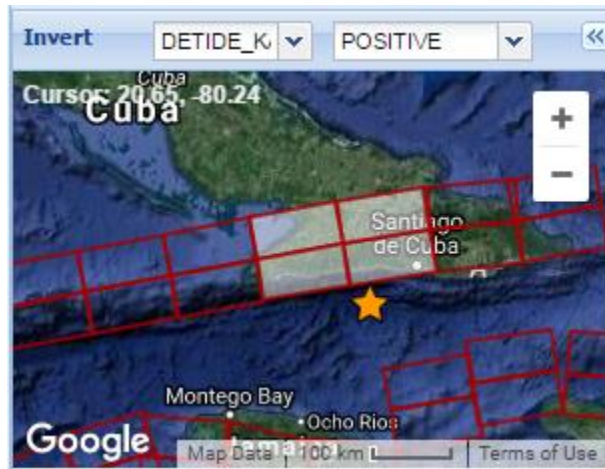 Invert DETIDE_K POSITIVE «
Cuba
Cursor: 20.65, -80.24
Cuba
+
−
Santiago
de Cuba
Montego Bay
Ocho Rios
Jamaica
Google Map Data 100 km Terms of Use